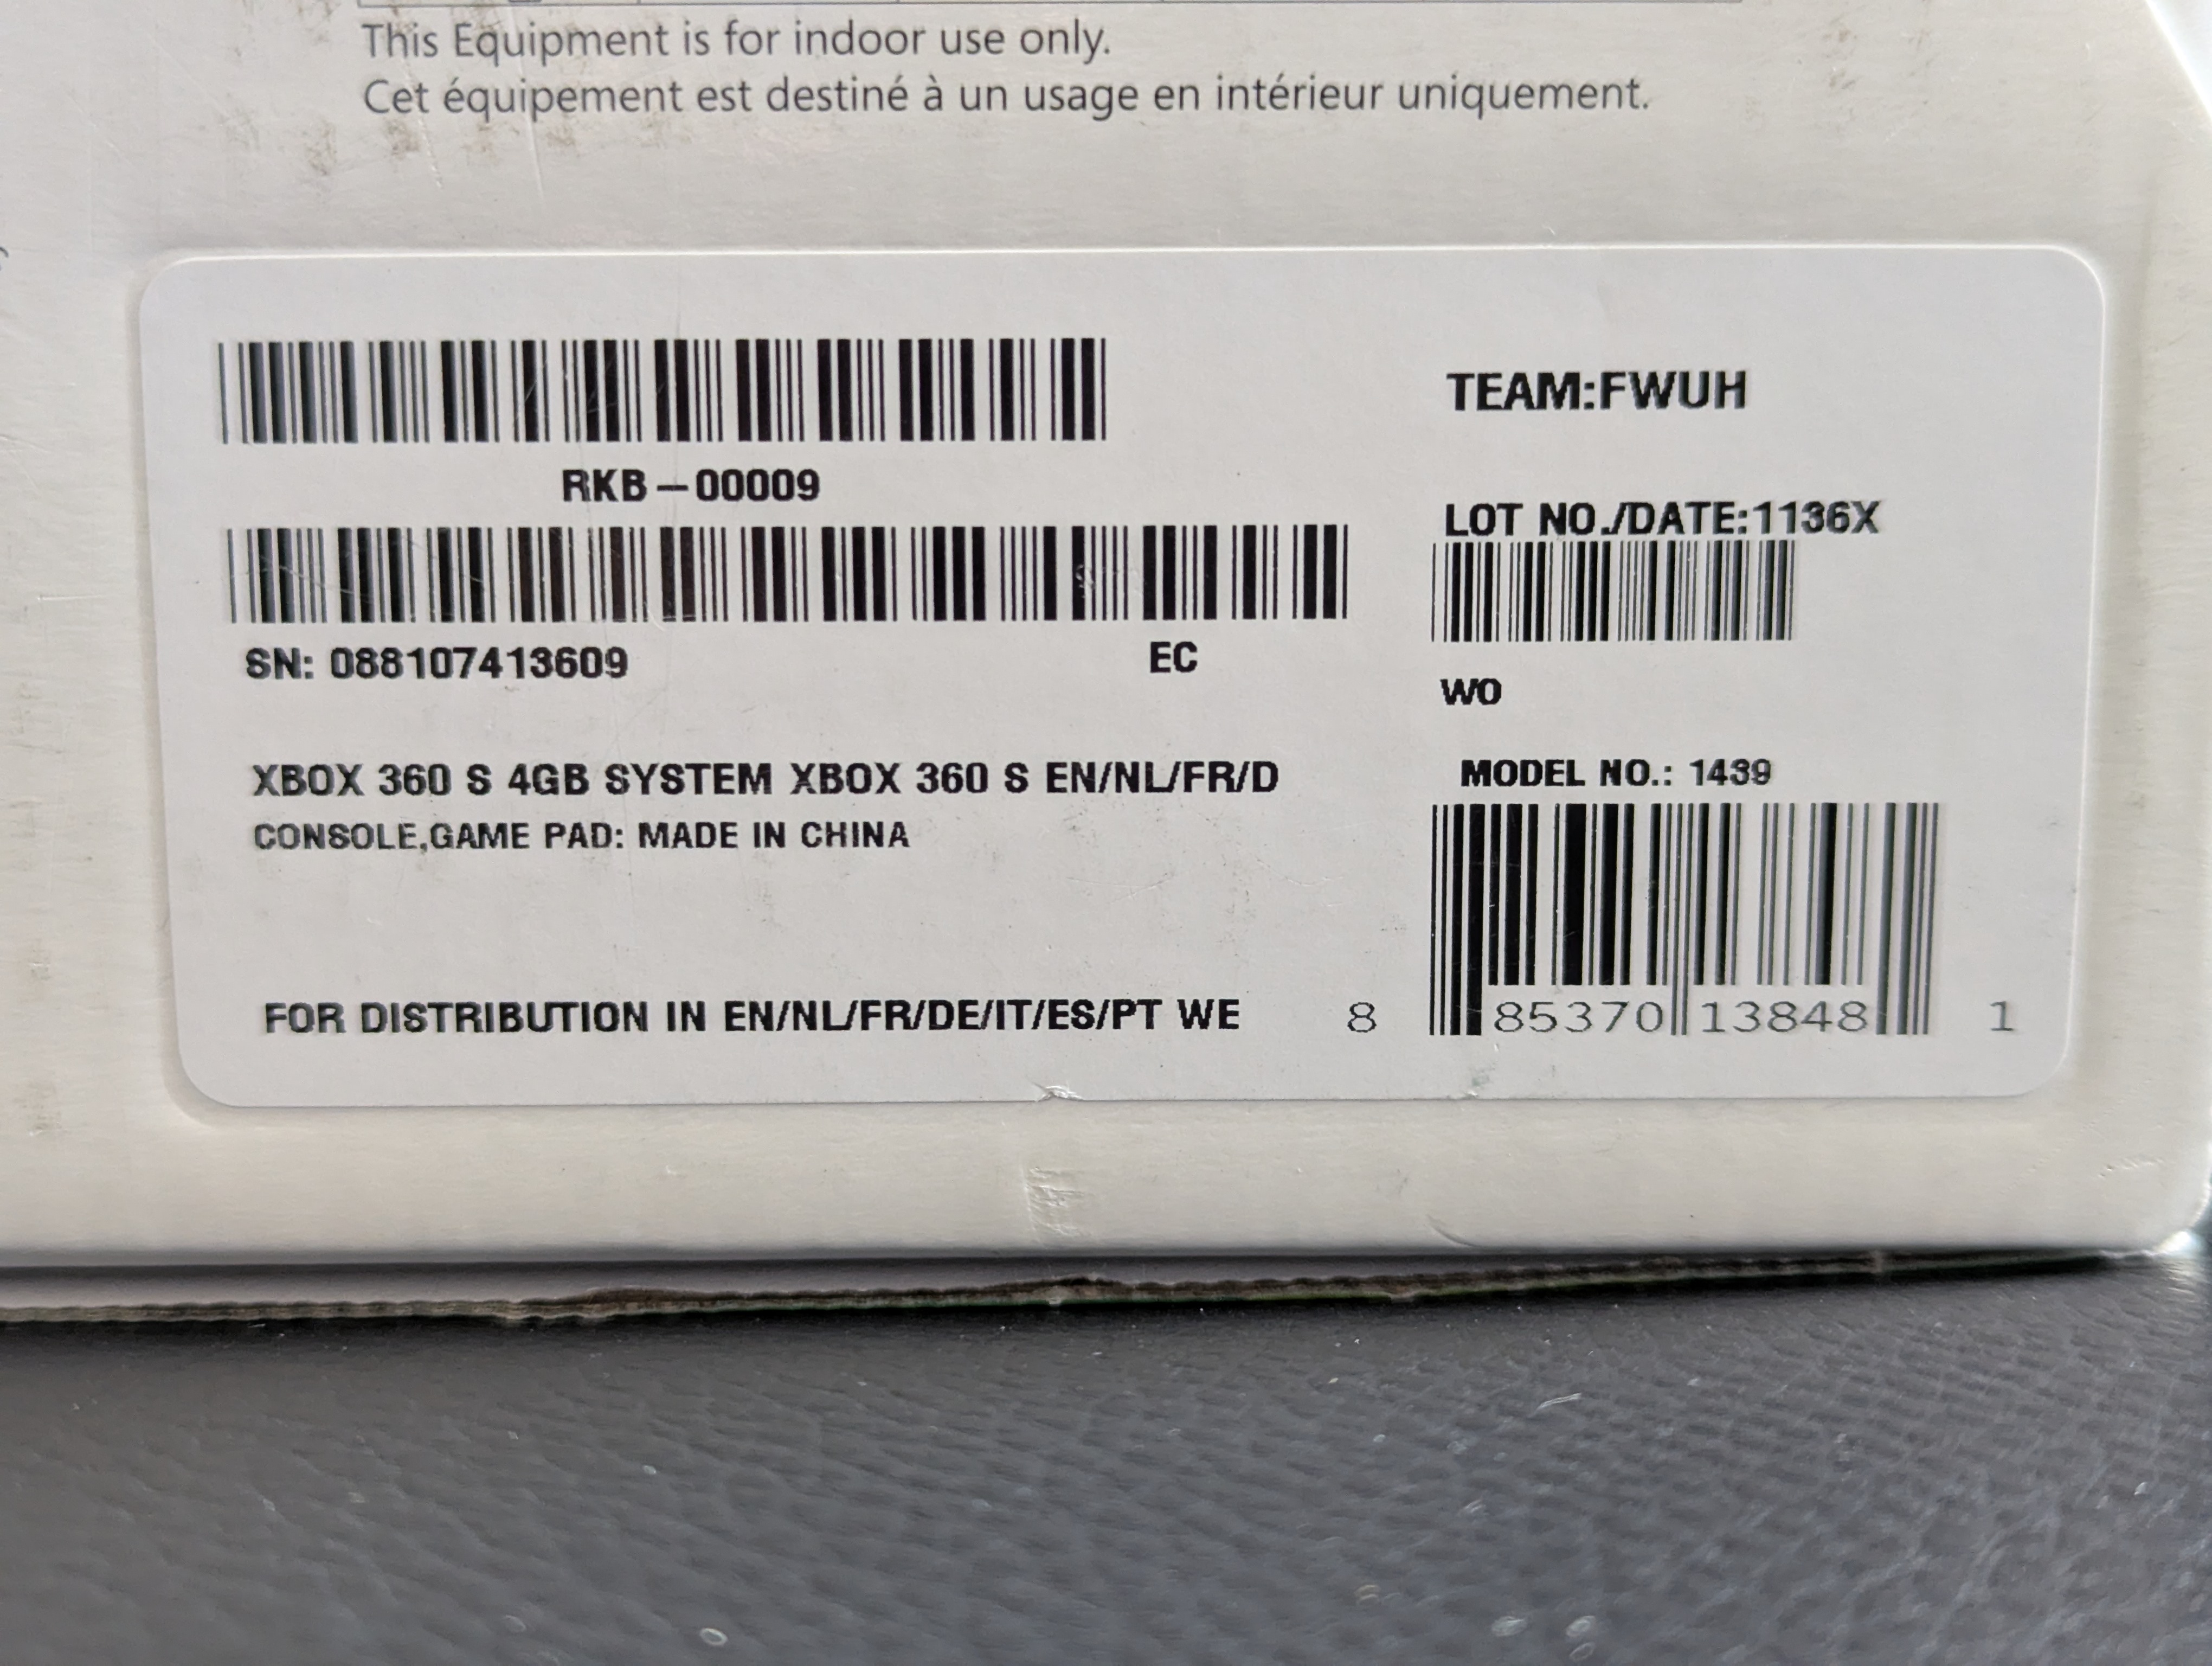 This Equipment is for indoor use only.
Cet équipement est destiné à un usage en intérieur uniquement.
TEAM:FWUH
RKB-00009
LOT NO./DATE:1136X
SN: 088107413609 EC
WO
XBOX 360 S 4GB SYSTEM XBOX 360 S EN/NL/FR/D
MODEL NO.: 1439
CONSOLE,GAME PAD: MADE IN CHINA
FOR DISTRIBUTION IN EN/NL/FR/DE/IT/ES/PT WE
8 85370 13848 1